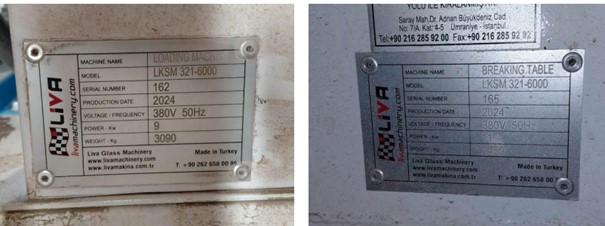 LIVA
livamachinery.com
MACHINE NAME LOADING
MODEL LKSM 321-6000
SERIAL NUMBER 162
PRODUCTION DATE 2024
VOLTAGE / FREQUENCY 380V 50Hz
POWER - Kw 9
WEIGHT - Kg 3090
Liva Glass Machinery Made in Turkey
www.livamachinery.com
www.livamakina.com.tr T: +90 262 658 00
YOLU İLE KİRALANMIŞTIR
Saray Mah.Dr. Adnan Büyükdeniz Cad.
No: 7/A. Kat: 4-5 Ümraniye - İstanbul
Tel:+90 216 285 92 00 Fax:+90 216 285 92
LIVA
livamachinery.com
MACHINE NAME BREAKING TABLE
MODEL LKSM 321-6000
SERIAL NUMBER 165
PRODUCTION DATE 2024
VOLTAGE / FREQUENCY 380V 50Hz
POWER - Kw
WEIGHT - Kg
Liva Glass Machinery Made in Turkey
www.livamachinery.com
www.livamakina.com.tr T: +90 262 658 00